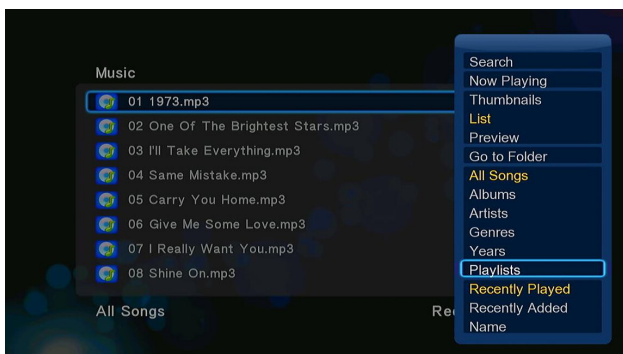 Music
01 1973.mp3
02 One Of The Brightest Stars.mp3
03 I'll Take Everything.mp3
04 Same Mistake.mp3
05 Carry You Home.mp3
06 Give Me Some Love.mp3
07 I Really Want You.mp3
08 Shine On.mp3
All Songs
Rec
Search
Now Playing
Thumbnails
List
Preview
Go to Folder
All Songs
Albums
Artists
Genres
Years
Playlists
Recently Played
Recently Added
Name